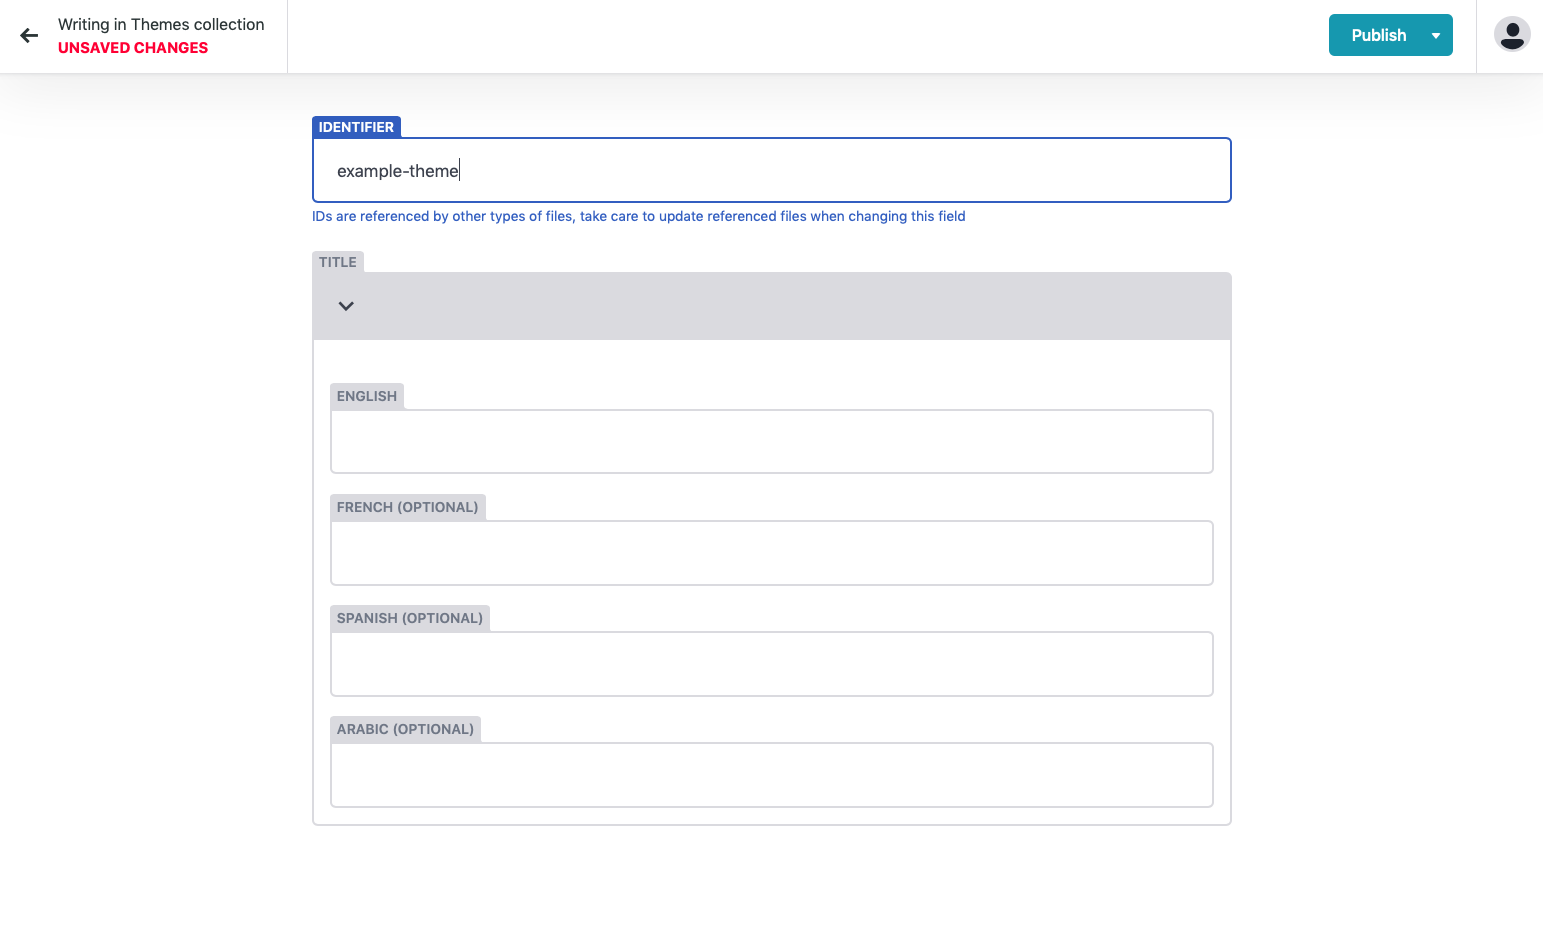 Writing in Themes collection
UNSAVED CHANGES
Publish
IDENTIFIER
example-theme
IDs are referenced by other types of files, take care to update referenced files when changing this field
TITLE
ENGLISH
FRENCH (OPTIONAL)
SPANISH (OPTIONAL)
ARABIC (OPTIONAL)